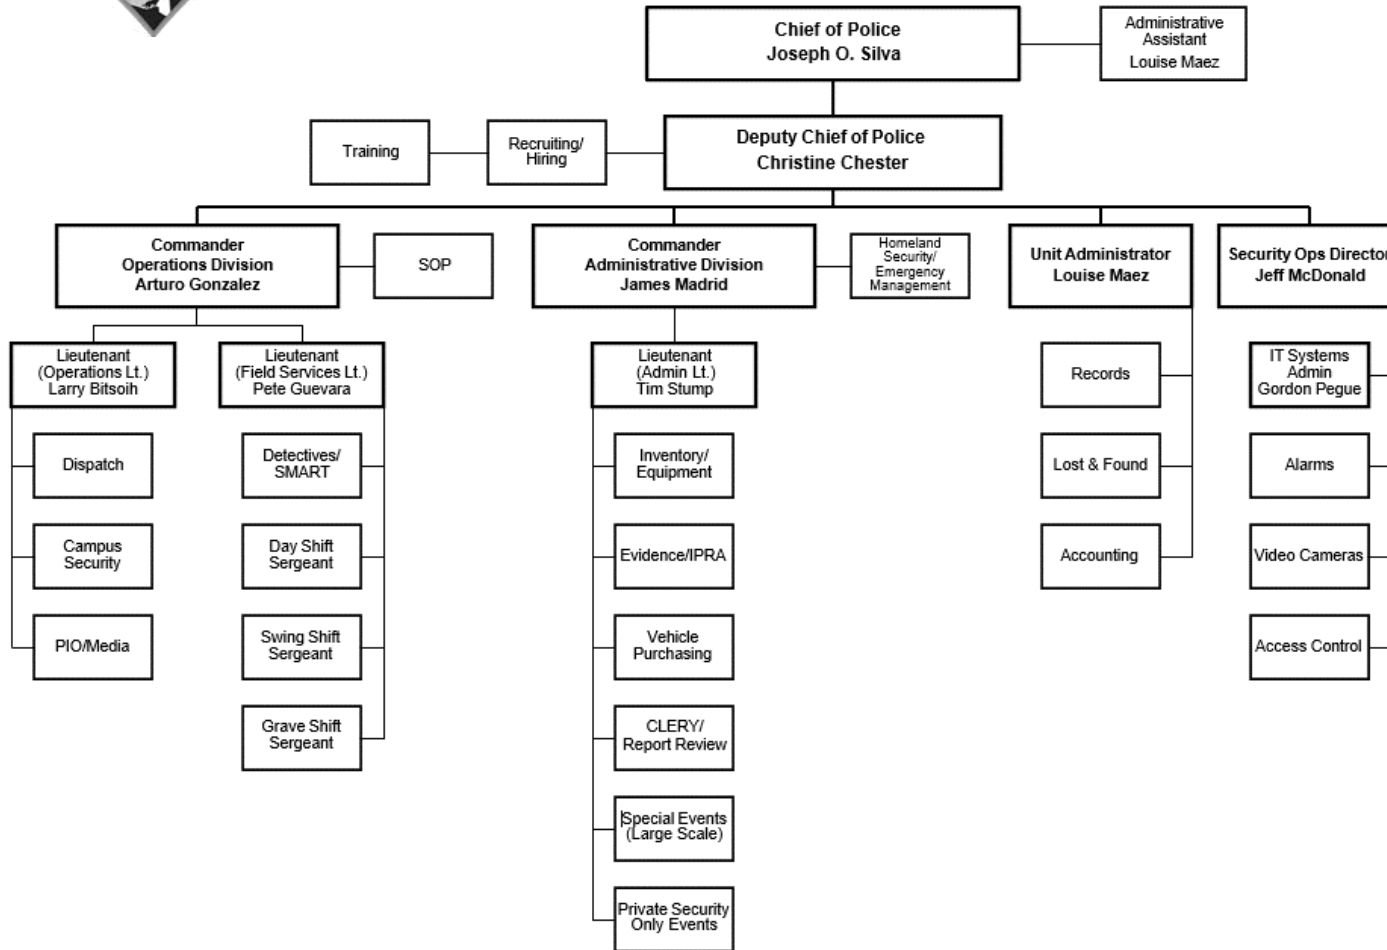 Chief of Police
Joseph O. Silva
Administrative
Assistant
Louise Maez
Deputy Chief of Police
Christine Chester
Recruiting/
Hiring
Training
Commander
Operations Division
Arturo Gonzalez
SOP
Commander
Administrative Division
James Madrid
Homeland
Security/
Emergency
Management
Unit Administrator
Louise Maez
Security Ops Director
Jeff McDonald
Lieutenant
(Operations Lt.)
Larry Bitsoih
Dispatch
Campus
Security
PIO/Media
Lieutenant
(Field Services Lt.)
Pete Guevara
Detectives/
SMART
Day Shift
Sergeant
Swing Shift
Sergeant
Grave Shift
Sergeant
Lieutenant
(Admin Lt.)
Tim Stump
Inventory/
Equipment
Evidence/IPRA
Vehicle
Purchasing
CLERY/
Report Review
Special Events
(Large Scale)
Private Security
Only Events
Records
Lost & Found
Accounting
IT Systems
Admin
Gordon Pegue
Alarms
Video Cameras
Access Control